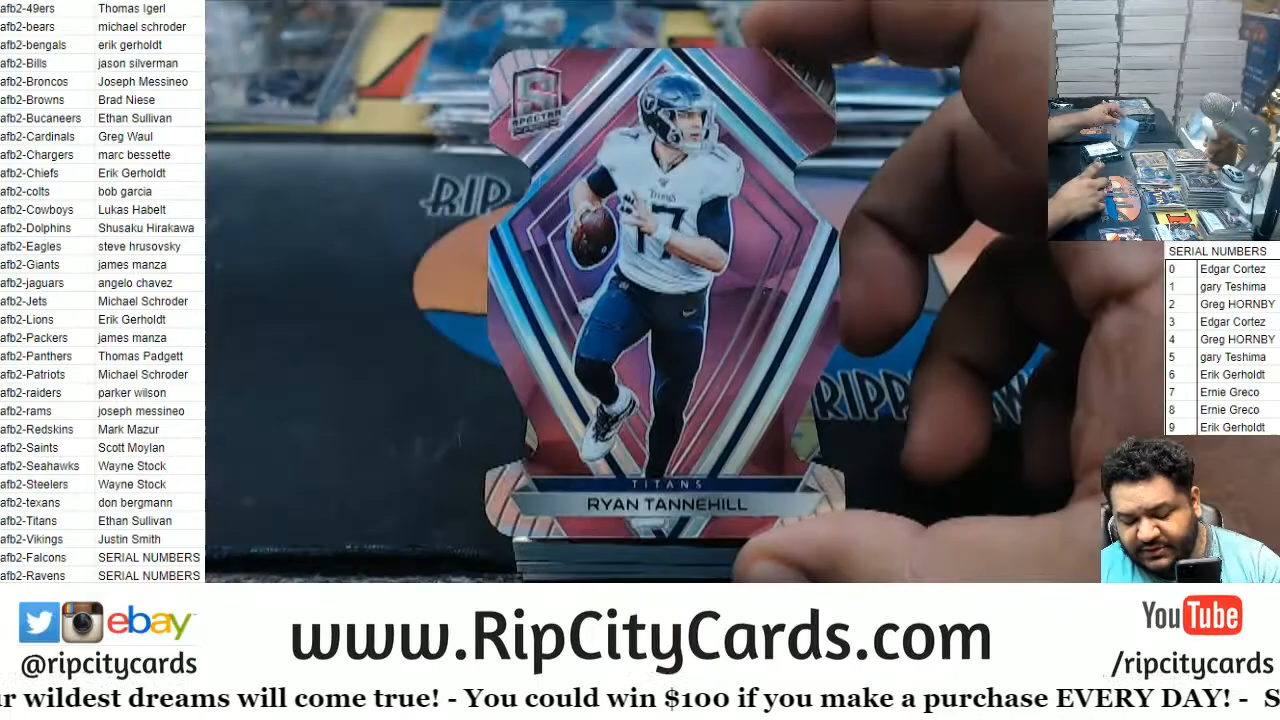 afb2-49ers Thomas Igerl
afb2-bears michael schroder
afb2-bengals erik gerholdt
afb2-Bills jason silverman
afb2-Broncos Joseph Messineo
afb2-Browns Brad Niese
afb2-Bucaneers Ethan Sullivan
afb2-Cardinals Greg Waul
afb2-Chargers marc bessette
afb2-Chiefs Erik Gerholdt
afb2-colts bob garcia
afb2-Cowboys Lukas Habelt
afb2-Dolphins Shusaku Hirakawa
afb2-Eagles steve hrusovsky
afb2-Giants james manza
afb2-jaguars angelo chavez
afb2-Jets Michael Schroder
afb2-Lions Erik Gerholdt
afb2-Packers james manza
afb2-Panthers Thomas Padgett
afb2-Patriots Michael Schroder
afb2-raiders parker wilson
afb2-rams joseph messineo
afb2-Redskins Mark Mazur
afb2-Saints Scott Moylan
afb2-Seahawks Wayne Stock
afb2-Steelers Wayne Stock
afb2-texans don bergmann
afb2-Titans Ethan Sullivan
afb2-Vikings Justin Smith
afb2-Falcons SERIAL NUMBERS
afb2-Ravens SERIAL NUMBERS
SPECTRA
RIP
TITANS
17
TITANS
RYAN TANNEHILL
SERIAL NUMBERS
0 Edgar Cortez
1 gary Teshima
2 Greg HORNBY
3 Edgar Cortez
4 Greg HORNBY
5 gary Teshima
6 Erik Gerholdt
7 Ernie Greco
8 Ernie Greco
9 Erik Gerholdt
ebay
@ripcitycards
www.RipCityCards.com
YouTube
/ripcitycards
r wildest dreams will come true! - You could win $100 if you make a purchase EVERY DAY! - S